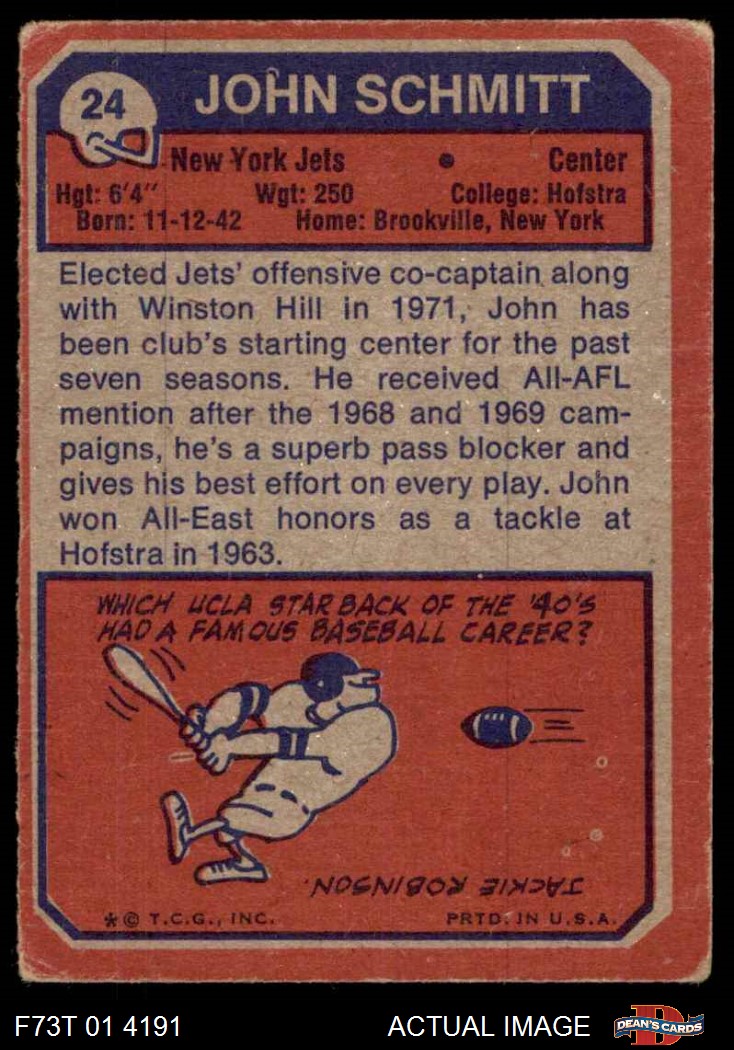 24
JOHN SCHMITT
New York Jets • Center
Hgt: 6'4" Wgt: 250 College: Hofstra
Born: 11-12-42 Home: Brookville, New York
Elected Jets' offensive co-captain along
with Winston Hill in 1971, John has
been club's starting center for the past
seven seasons. He received All-AFL
mention after the 1968 and 1969 cam-
paigns, he's a superb pass blocker and
gives his best effort on every play. John
won All-East honors as a tackle at
Hofstra in 1963.
WHICH UCLA STAR BACK OF THE '40'S
HAD A FAMOUS BASEBALL CAREER?
JACKIE ROBINSON.
*© T.C.G., INC. PRTD. IN U.S.A.
F73T 01 4191 ACTUAL IMAGE D DEAN'S CARDS